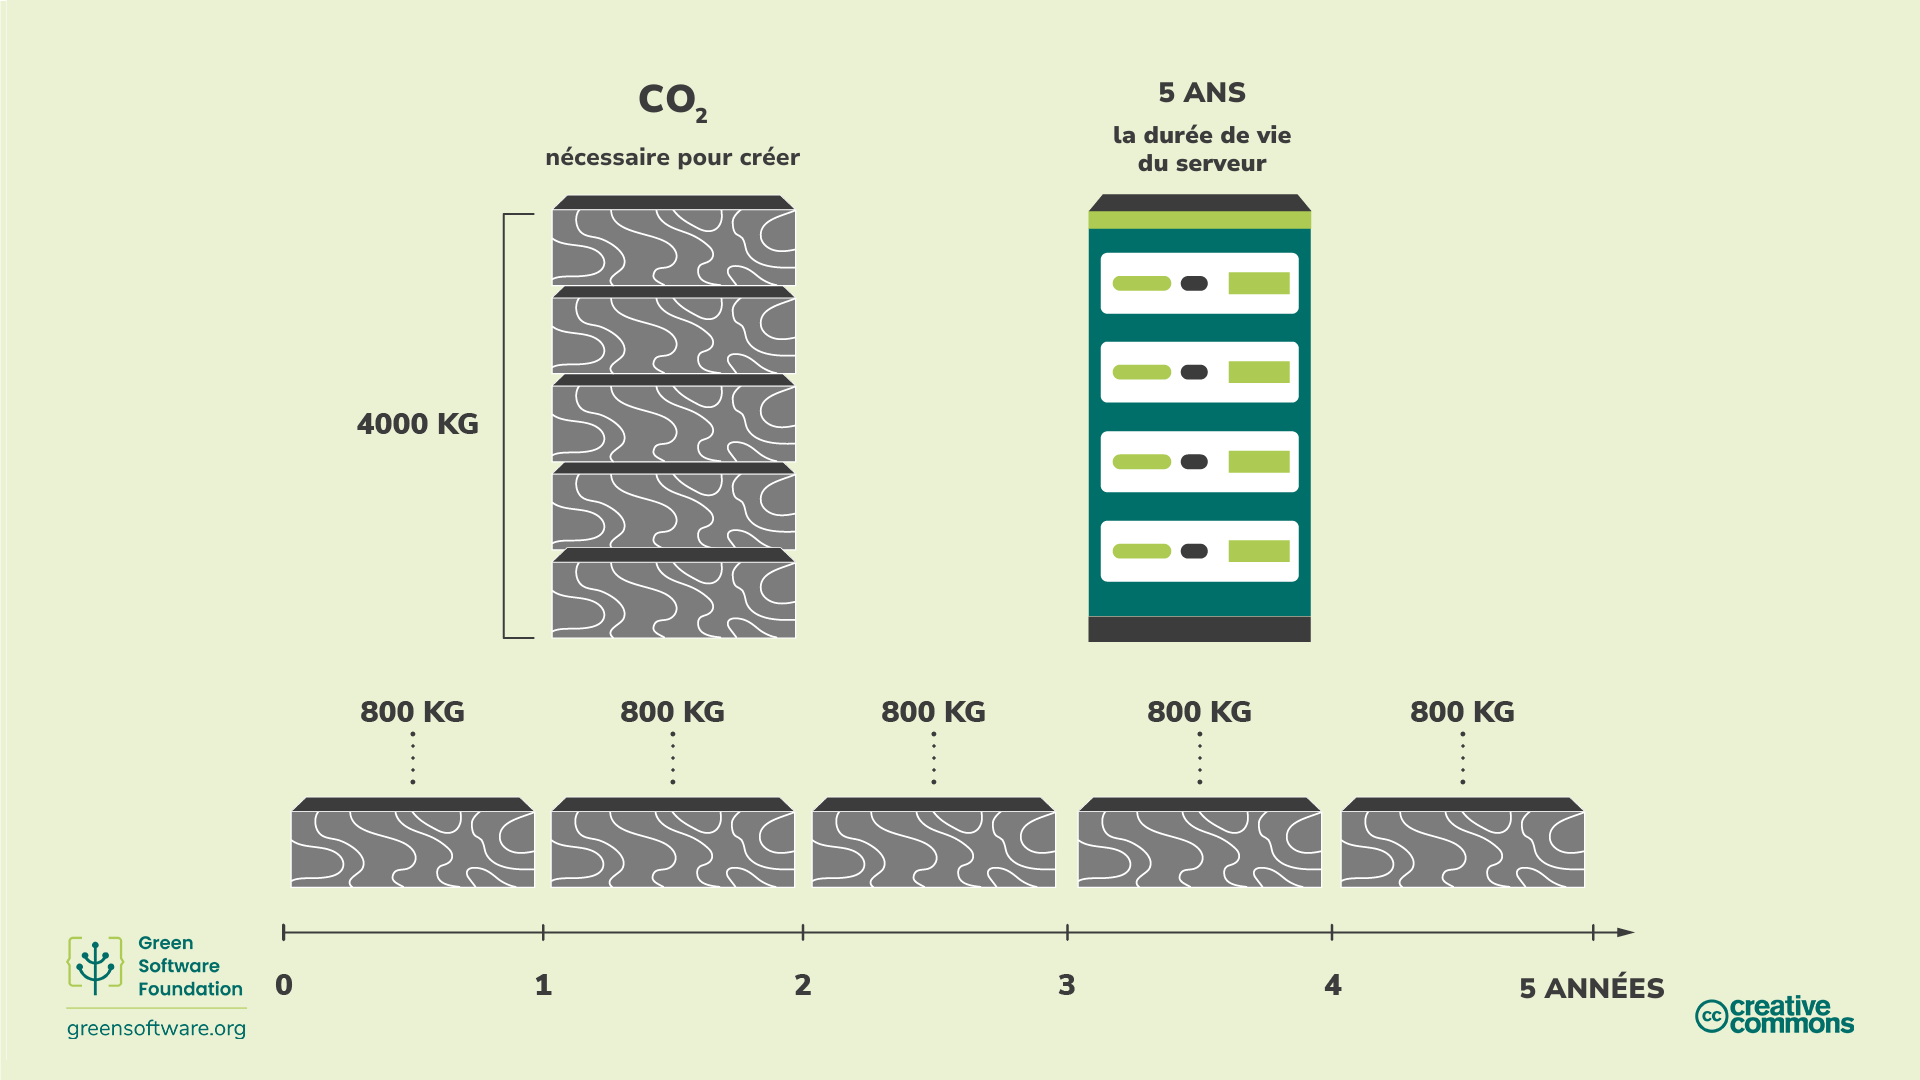 CO₂
nécessaire pour créer
5 ANS
la durée de vie
du serveur
4000 KG
800 KG
800 KG
800 KG
800 KG
800 KG
0
1
2
3
4
5 ANNÉES
Green
Software
Foundation
greensoftware.org
cc creative
commons